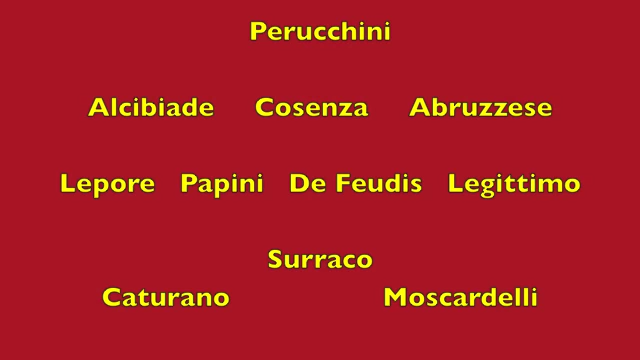 Perucchini
Alcibiade Cosenza Abruzzese
Lepore Papini De Feudis Legittimo
Surraco
Caturano Moscardelli